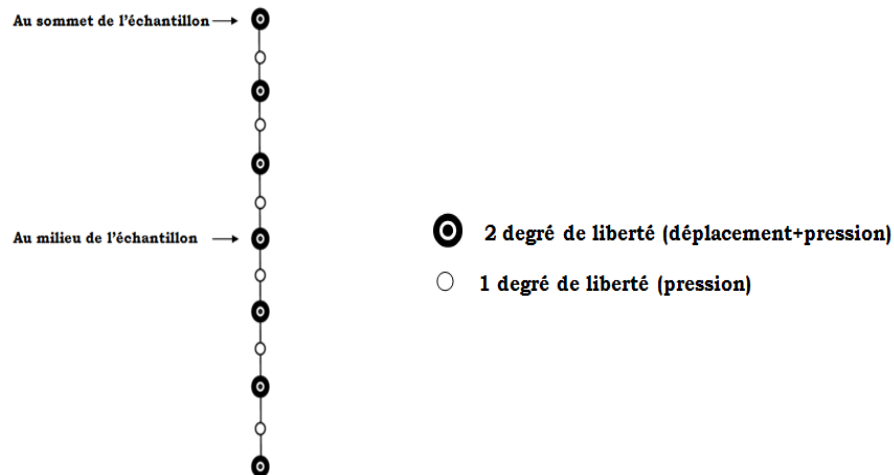 Au sommet de l'échantillon
Au milieu de l'échantillon
2 degré de liberté (déplacement+pression)
1 degré de liberté (pression)